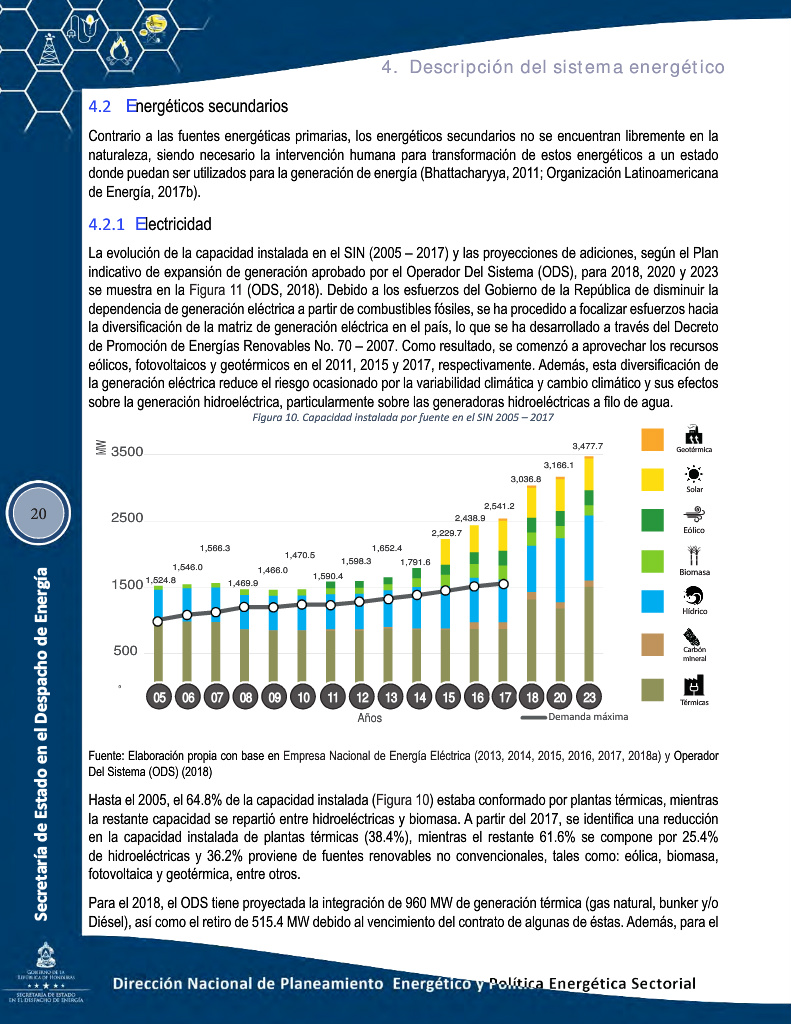 4. Descripción del sistema energético
4.2 Energéticos secundarios
Contrario a las fuentes energéticas primarias, los energéticos secundarios no se encuentran libremente en la
naturaleza, siendo necesario la intervención humana para transformación de estos energéticos a un estado
donde puedan ser utilizados para la generación de energía (Bhattacharyya, 2011; Organización Latinoamericana
de Energía, 2017b).
4.2.1 Electricidad
La evolución de la capacidad instalada en el SIN (2005 – 2017) y las proyecciones de adiciones, según el Plan
indicativo de expansión de generación aprobado por el Operador Del Sistema (ODS), para 2018, 2020 y 2023
se muestra en la Figura 11 (ODS, 2018). Debido a los esfuerzos del Gobierno de la República de disminuir la
dependencia de generación eléctrica a partir de combustibles fósiles, se ha procedido a focalizar esfuerzos hacia
la diversificación de la matriz de generación eléctrica en el país, lo que se ha desarrollado a través del Decreto
de Promoción de Energías Renovables No. 70 – 2007. Como resultado, se comenzó a aprovechar los recursos
eólicos, fotovoltaicos y geotérmicos en el 2011, 2015 y 2017, respectivamente. Además, esta diversificación de
la generación eléctrica reduce el riesgo ocasionado por la variabilidad climática y cambio climático y sus efectos
sobre la generación hidroeléctrica, particularmente sobre las generadoras hidroeléctricas a filo de agua.
Figura 10. Capacidad instalada por fuente en el SIN 2005 – 2017
MW
3500
2500
1500
500
0
1,524.8
1,546.0
1,566.3
1,469.9
1,466.0
1,470.5
1,590.4
1,598.3
1,652.4
1,791.6
2,229.7
2,438.9
2,541.2
3,036.8
3,166.1
3,477.7
05 06 07 08 09 10 11 12 13 14 15 16 17 18 20 23
Años
Demanda máxima
Geotérmica
Solar
Eólico
Biomasa
Hídrico
Carbón
mineral
Térmicas
Fuente: Elaboración propia con base en Empresa Nacional de Energía Eléctrica (2013, 2014, 2015, 2016, 2017, 2018a) y Operador
Del Sistema (ODS) (2018)
Hasta el 2005, el 64.8% de la capacidad instalada (Figura 10) estaba conformado por plantas térmicas, mientras
la restante capacidad se repartió entre hidroeléctricas y biomasa. A partir del 2017, se identifica una reducción
en la capacidad instalada de plantas térmicas (38.4%), mientras el restante 61.6% se compone por 25.4%
de hidroeléctricas y 36.2% proviene de fuentes renovables no convencionales, tales como: eólica, biomasa,
fotovoltaica y geotérmica, entre otros.
Para el 2018, el ODS tiene proyectada la integración de 960 MW de generación térmica (gas natural, bunker y/o
Diésel), así como el retiro de 515.4 MW debido al vencimiento del contrato de algunas de éstas. Además, para el
20
Secretaría de Estado en el Despacho de Energía
GOBIERNO DE LA
REPÚBLICA DE HONDURAS
SECRETARÍA DE ESTADO
EN EL DESPACHO DE ENERGÍA
Dirección Nacional de Planeamiento Energético y Política Energética Sectorial